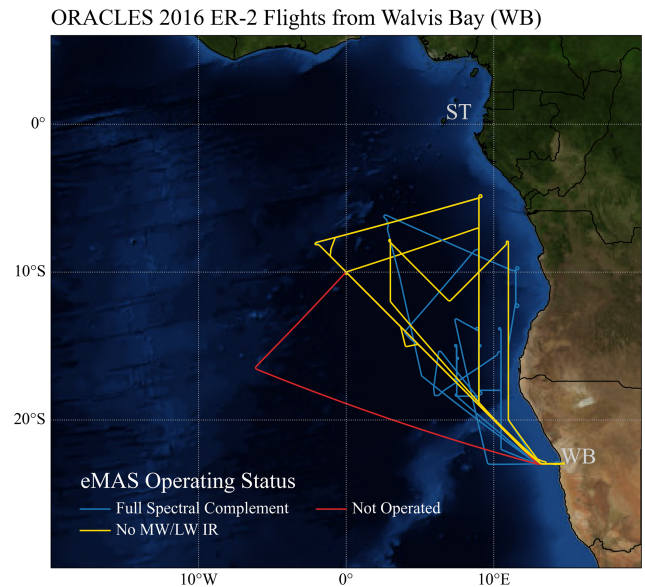 ORACLES 2016 ER-2 Flights from Walvis Bay (WB)
ST
0°
10°S
20°S
WB
eMAS Operating Status
Full Spectral Complement
Not Operated
No MW/LW IR
10°W
0°
10°E